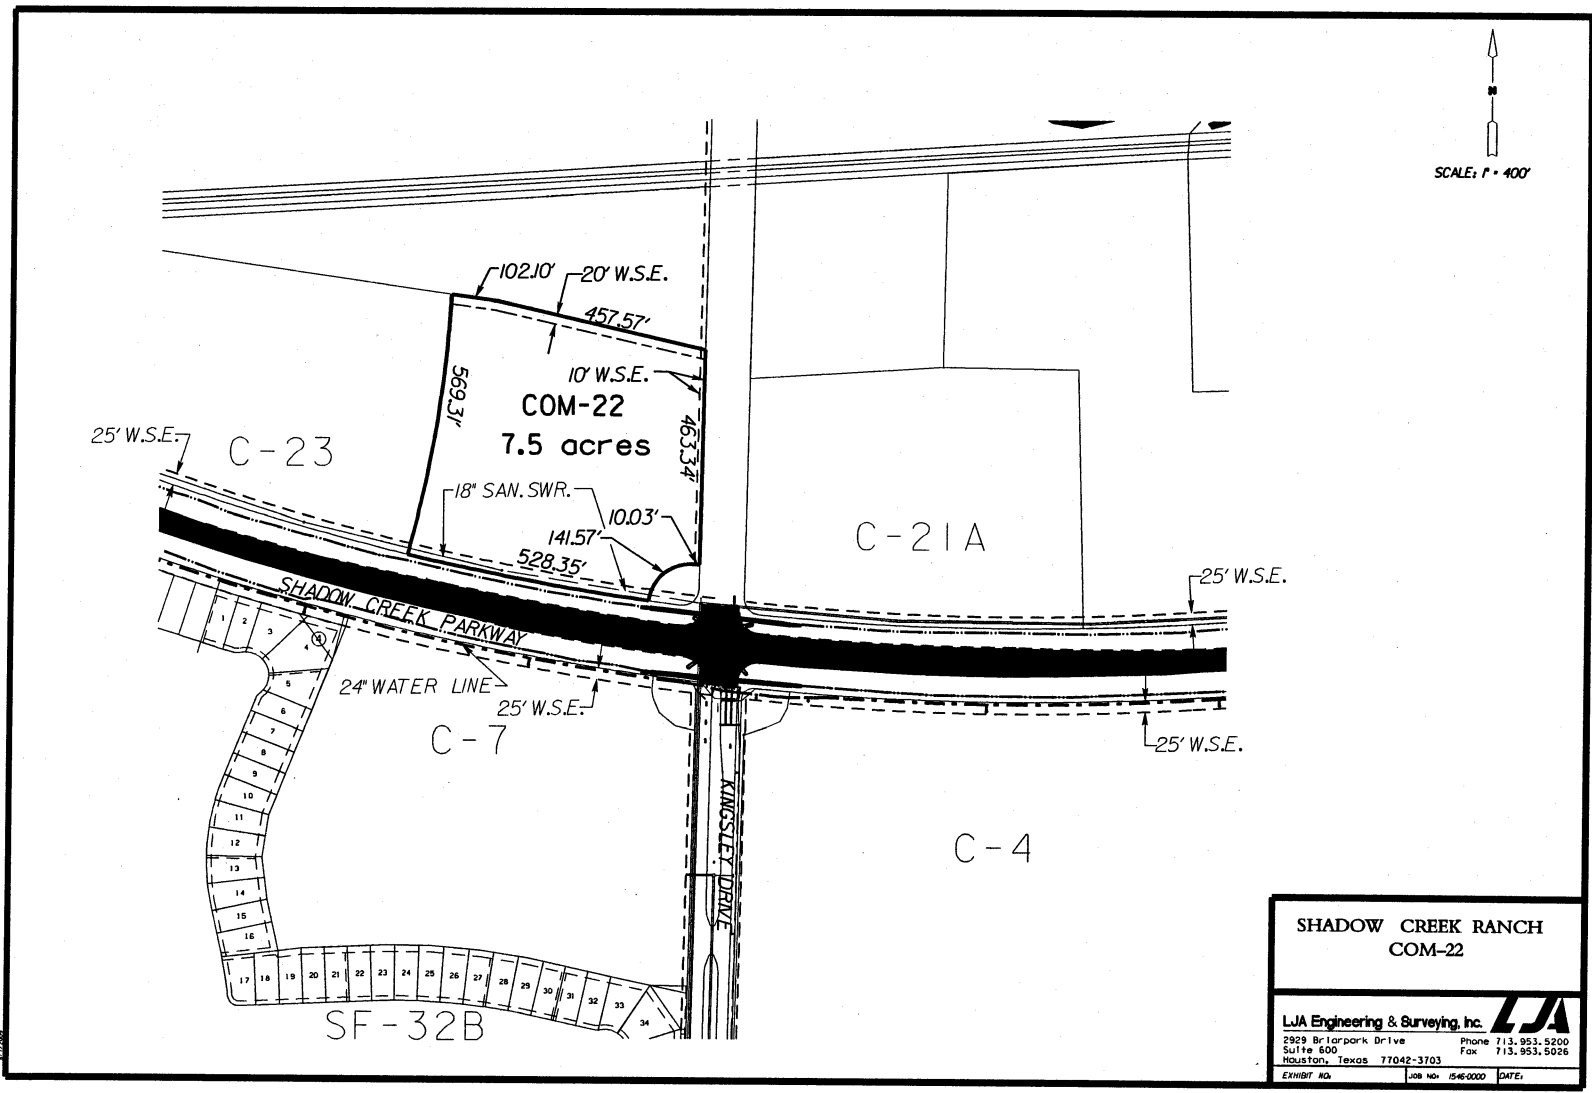 N
SCALE: 1" = 400'
102.10'
20' W.S.E.
457.57'
10' W.S.E.
569.31'
COM-22
7.5 acres
463.34'
25' W.S.E.
C-23
18" SAN. SWR.
10.03'
141.57'
528.35'
C-21A
25' W.S.E.
SHADOW CREEK PARKWAY
1
2
3
4
4
5
6
7
8
9
10
11
12
13
14
15
16
17
18
19
20
21
22
23
24
25
26
27
28
29
30
31
32
33
34
24" WATER LINE
25' W.S.E.
25' W.S.E.
C-7
KINGSLEY DRIVE
C-4
SF-32B
SHADOW CREEK RANCH
COM-22
LJA Engineering & Surveying, Inc.
LJA
2929 Briarpark Drive
Phone 713.953.5200
Suite 600
Fax 713.953.5026
Houston, Texas 77042-3703
EXHIBIT NO:
JOB NO: 1546-0000
DATE: